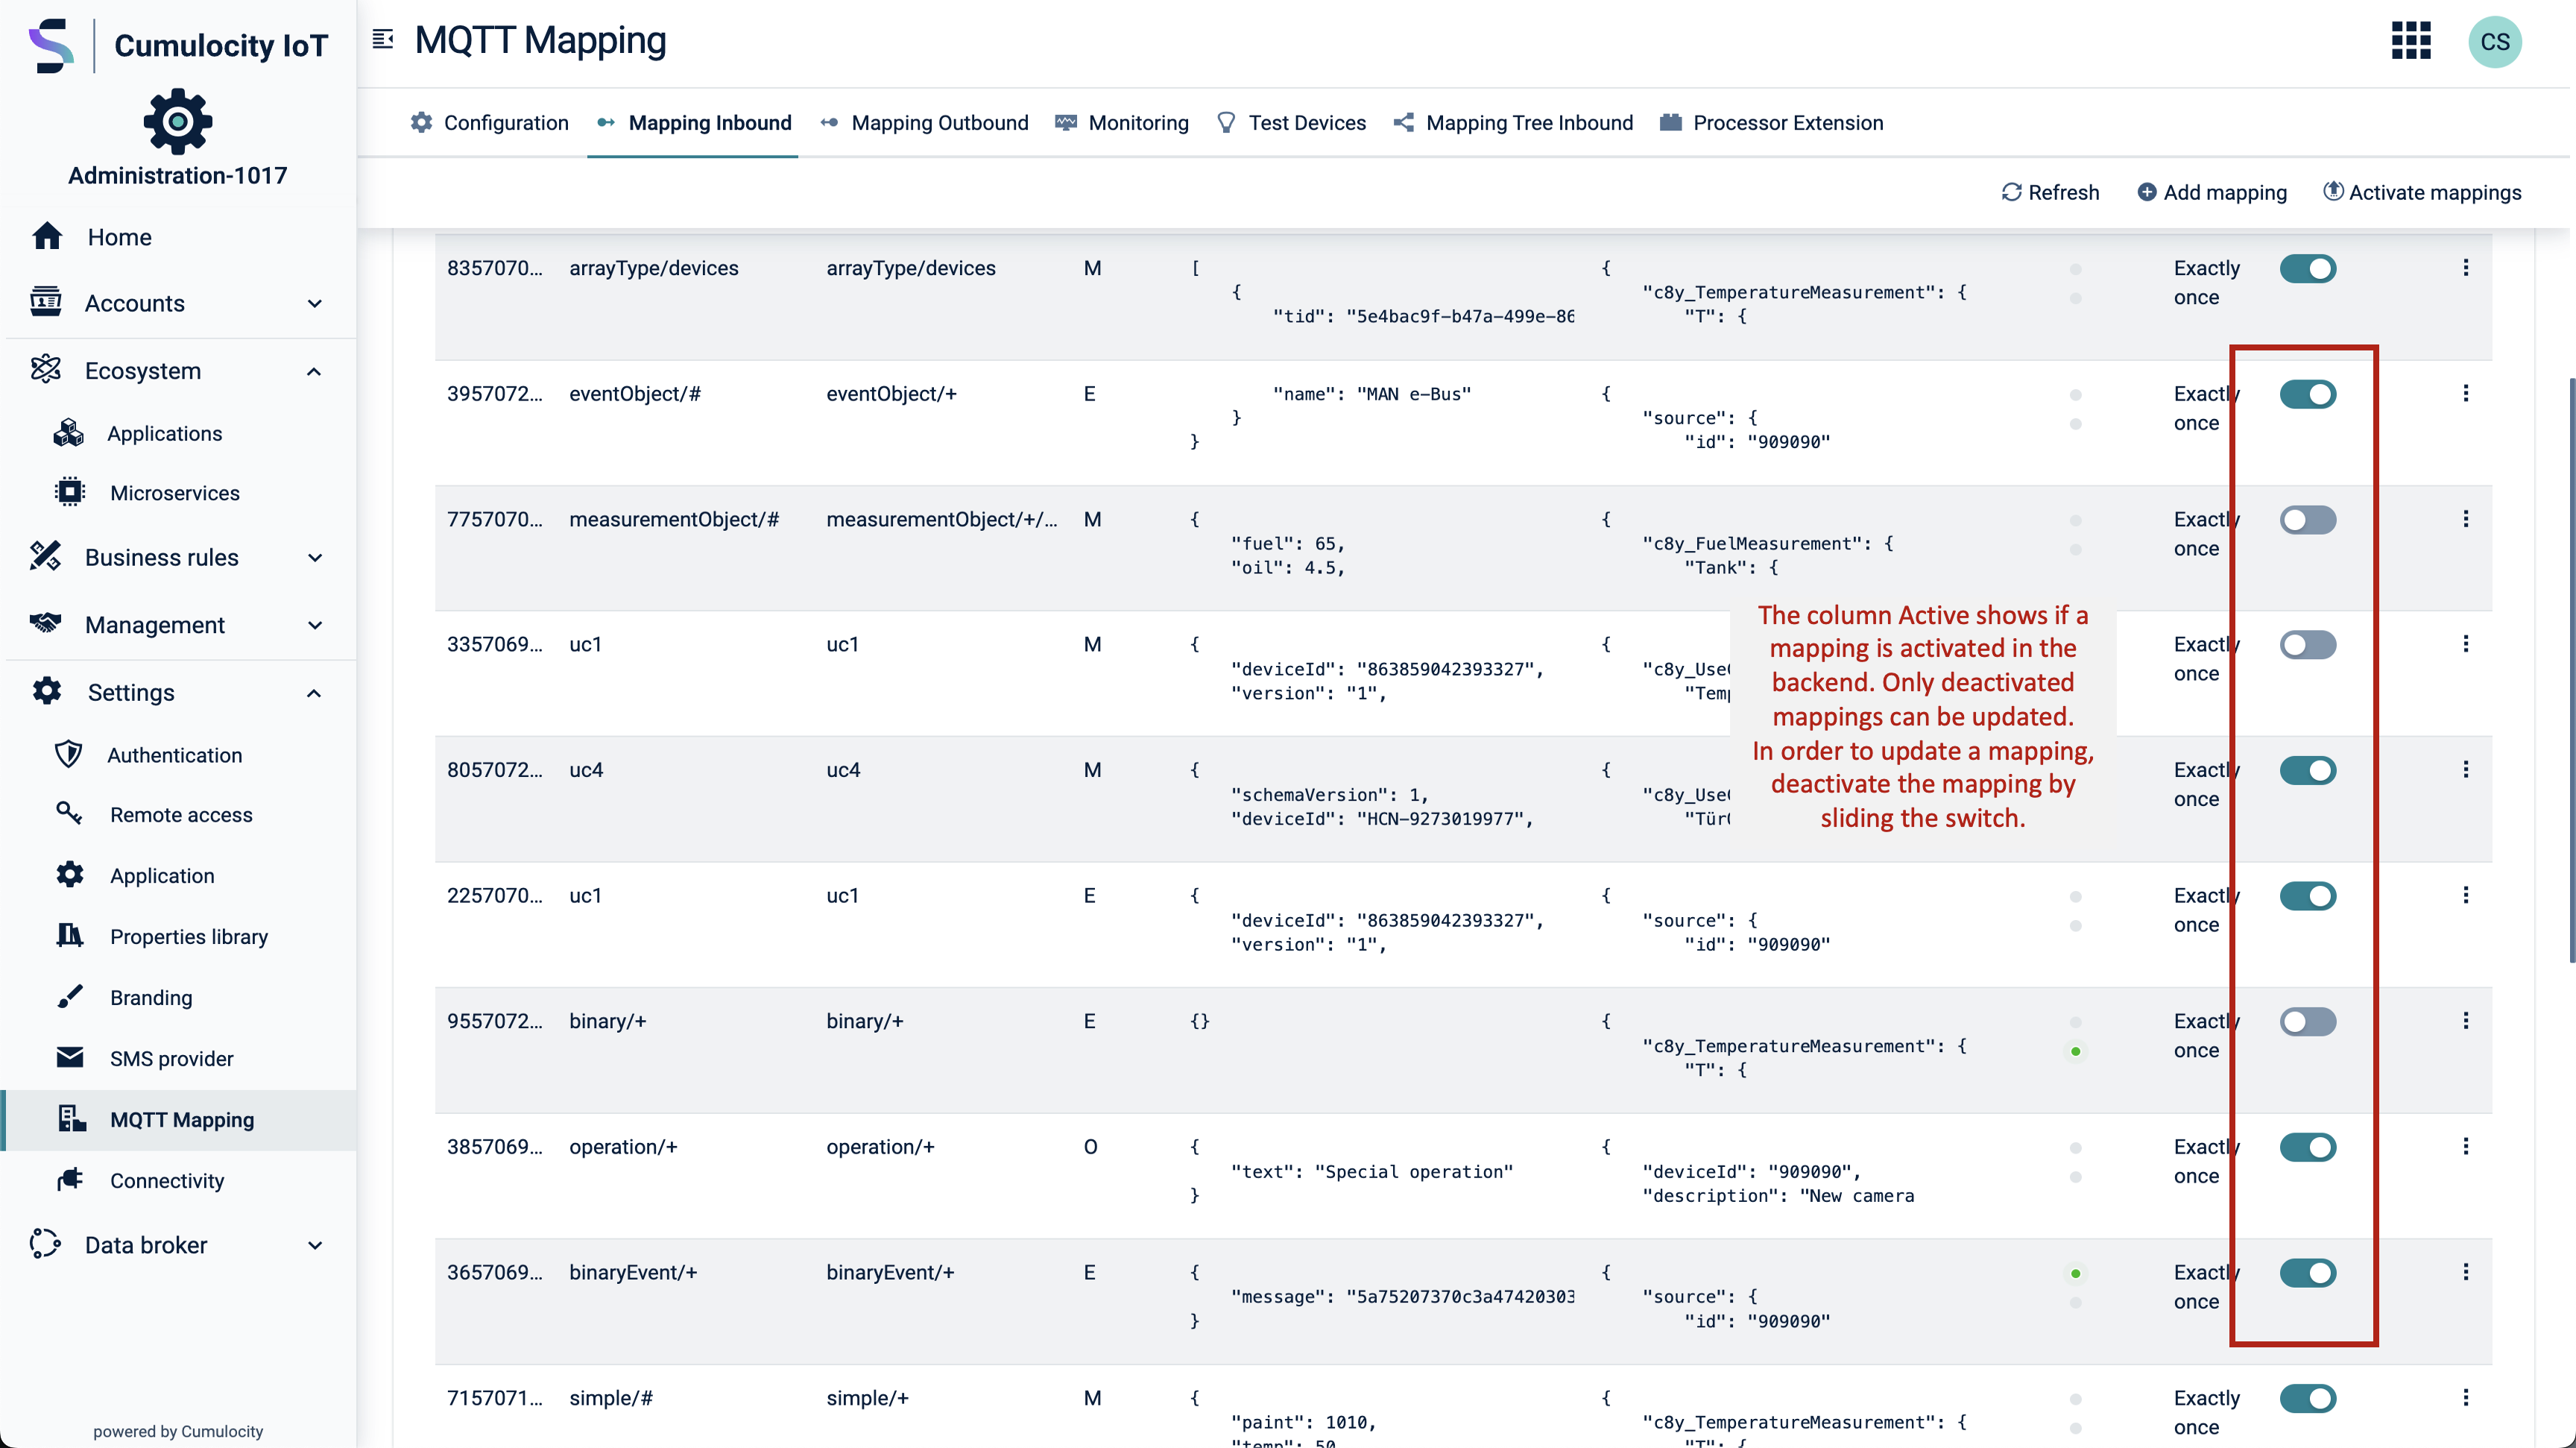 Cumulocity IoT
MQTT Mapping
CS
Administration-1017
Configuration
Mapping Inbound
Mapping Outbound
Monitoring
Test Devices
Mapping Tree Inbound
Processor Extension
Refresh
Add mapping
Activate mappings
Home
Accounts
Ecosystem
Applications
Microservices
Business rules
Management
Settings
Authentication
Remote access
Application
Properties library
Branding
SMS provider
MQTT Mapping
Connectivity
Data broker
powered by Cumulocity
8357070... arrayType/devices arrayType/devices M [ { Exactly
{ "c8y_TemperatureMeasurement": { once
"tid": "5e4bac9f-b47a-499e-86 "T": {
3957072... eventObject/# eventObject/+ E "name": "MAN e-Bus" { Exactly
} "source": { once
} "id": "909090"
7757070... measurementObject/# measurementObject/+/... M { { Exactly
"fuel": 65, "c8y_FuelMeasurement": { once
"oil": 4.5, "Tank": {
3357069... uc1 uc1 M { { Exactly
"deviceId": "863859042393327", "c8y_Use once
"version": "1", "Temp
The column Active shows if a
mapping is activated in the
backend. Only deactivated
mappings can be updated.
In order to update a mapping,
deactivate the mapping by
sliding the switch.
8057072... uc4 uc4 M { { Exactly
"schemaVersion": 1, "c8y_Use once
"deviceId": "HCN-9273019977", "Tür
2257070... uc1 uc1 E { { Exactly
"deviceId": "863859042393327", "source": { once
"version": "1", "id": "909090"
9557072... binary/+ binary/+ E {} { Exactly
"c8y_TemperatureMeasurement": { once
"T": {
3857069... operation/+ operation/+ O { { Exactly
"text": "Special operation" "deviceId": "909090", once
} "description": "New camera
3657069... binaryEvent/+ binaryEvent/+ E { { Exactly
"message": "5a75207370c3a47420303 "source": { once
} "id": "909090"
7157071... simple/# simple/+ M { { Exactly
"paint": 1010, "c8y_TemperatureMeasurement": { once
"temp": 50 "T": {